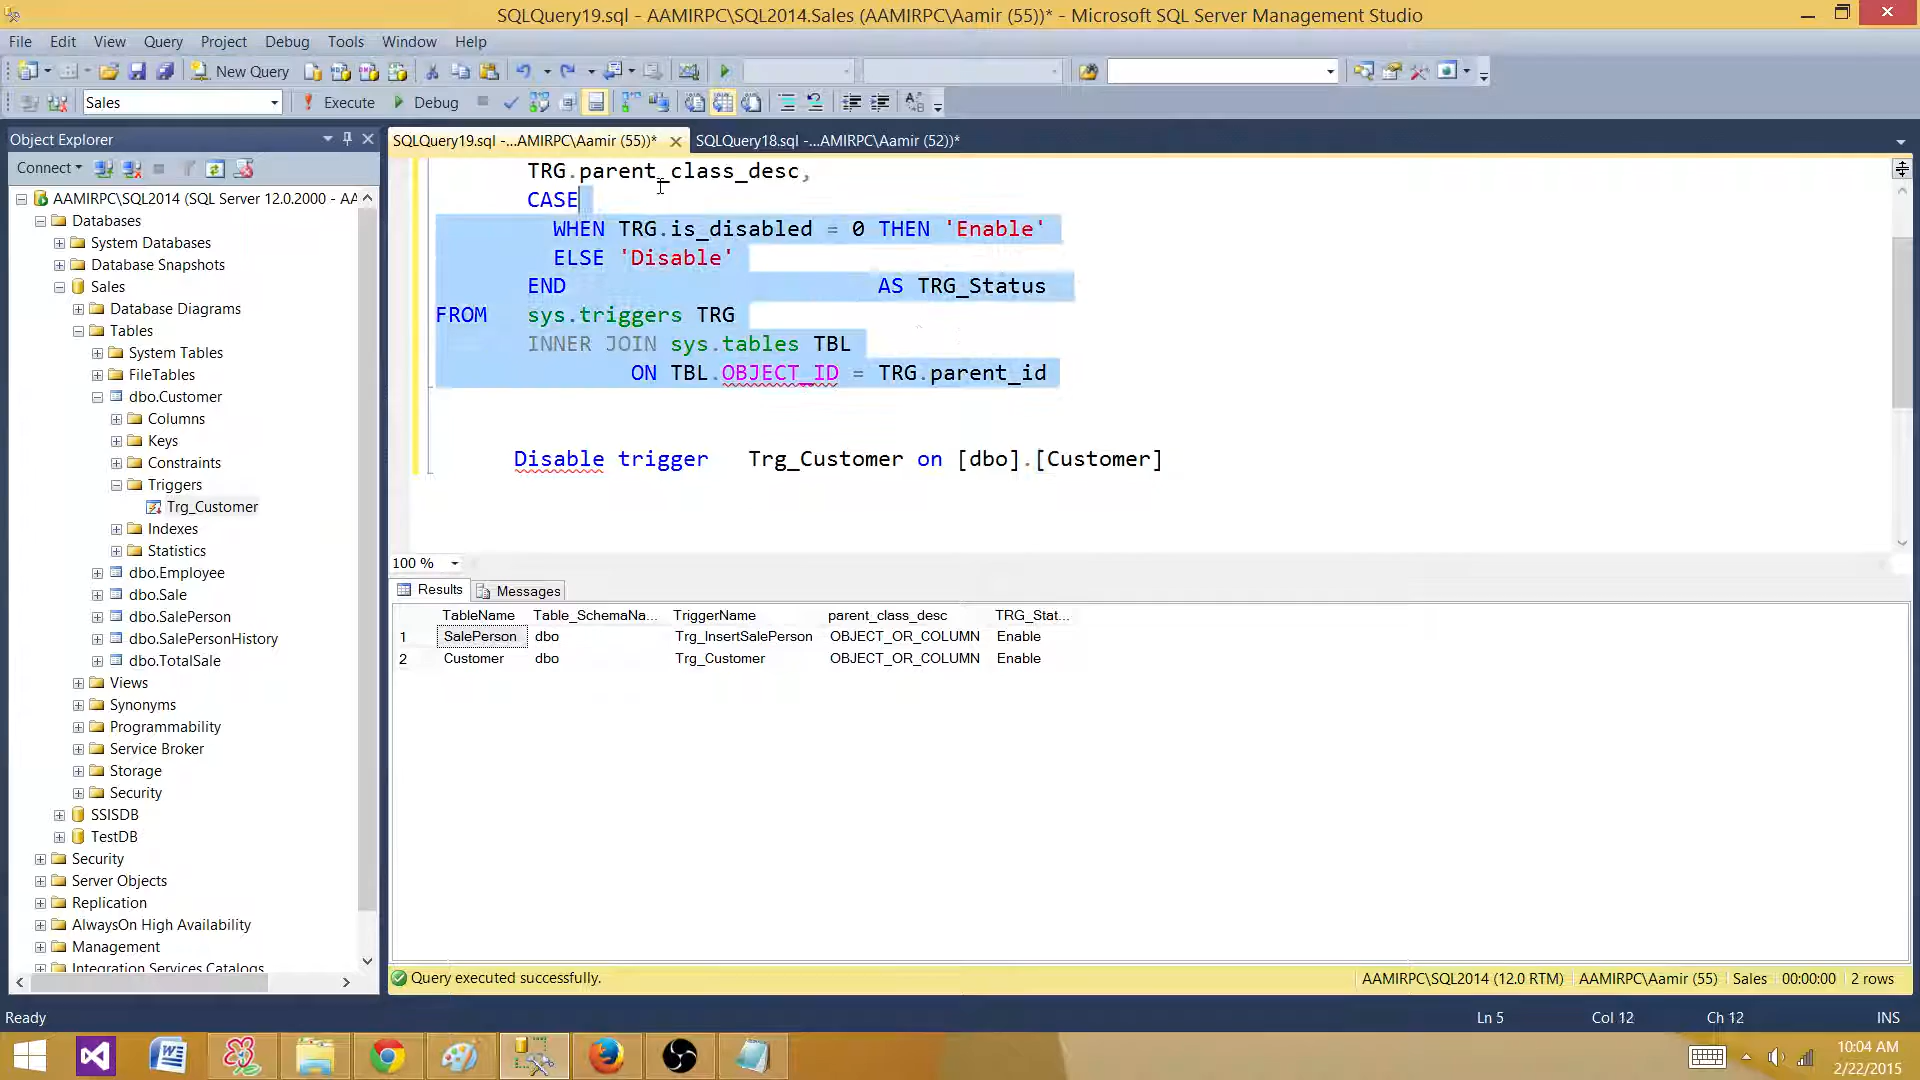 SQLQuery19.sql - AAMIRPC\SQL2014.Sales (AAMIRPC\Aamir (55))* - Microsoft SQL Server Management Studio
File Edit View Query Project Debug Tools Window Help
New Query
Sales Execute Debug
Object Explorer
Connect
AAMIRPC\SQL2014 (SQL Server 12.0.2000 - AA
Databases
System Databases
Database Snapshots
Sales
Database Diagrams
Tables
System Tables
FileTables
dbo.Customer
Columns
Keys
Constraints
Triggers
Trg_Customer
Indexes
Statistics
dbo.Employee
dbo.Sale
dbo.SalePerson
dbo.SalePersonHistory
dbo.TotalSale
Views
Synonyms
Programmability
Service Broker
Storage
Security
SSISDB
TestDB
Security
Server Objects
Replication
AlwaysOn High Availability
Management
Integration Services Catalogs
SQLQuery19.sql -...AMIRPC\Aamir (55))* SQLQuery18.sql -...AMIRPC\Aamir (52))*
TRG.parent_class_desc,
CASE
WHEN TRG.is_disabled = 0 THEN 'Enable'
ELSE 'Disable'
END AS TRG_Status
FROM sys.triggers TRG
INNER JOIN sys.tables TBL
ON TBL.OBJECT_ID = TRG.parent_id
Disable trigger Trg_Customer on [dbo].[Customer]
100 %
Results Messages
TableName Table_SchemaNa... TriggerName parent_class_desc TRG_Stat...
1 SalePerson dbo Trg_InsertSalePerson OBJECT_OR_COLUMN Enable
2 Customer dbo Trg_Customer OBJECT_OR_COLUMN Enable
Query executed successfully. AAMIRPC\SQL2014 (12.0 RTM) AAMIRPC\Aamir (55) Sales 00:00:00 2 rows
Ready Ln 5 Col 12 Ch 12 INS
10:04 AM
2/22/2015